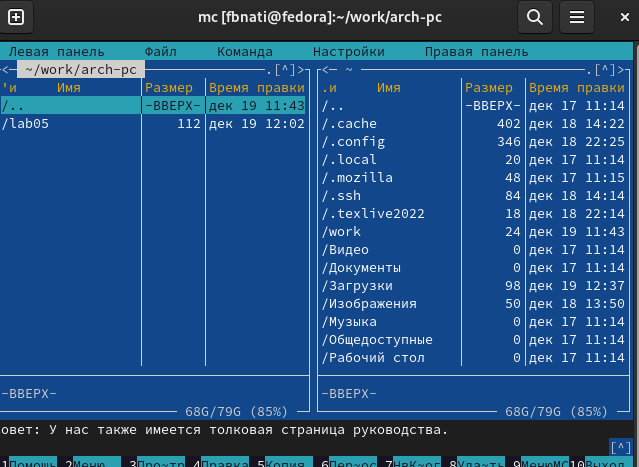 mc [fbnati@fedora]:~/work/arch-pc
Левая панель Файл Команда Настройки Правая панель
<─ ~/work/arch-pc ─.[^]>
'и Имя Размер Время правки
/.. -ВВЕРХ- дек 19 11:43
/lab05 112 дек 19 12:02
-ВВЕРХ-
68G/79G (85%)
<─ ~ ─.[^]>
.и Имя Размер Время правки
/.. -ВВЕРХ- дек 17 11:14
/.cache 402 дек 18 14:22
/.config 346 дек 18 22:25
/.local 20 дек 17 11:14
/.mozilla 48 дек 17 11:15
/.ssh 84 дек 18 14:14
/.texlive2022 18 дек 18 22:14
/work 24 дек 19 11:43
/Видео 0 дек 17 11:14
/Документы 0 дек 17 11:14
/Загрузки 98 дек 19 12:37
/Изображения 50 дек 18 13:50
/Музыка 0 дек 17 11:14
/Общедоступные 0 дек 17 11:14
/Рабочий стол 0 дек 17 11:14
-ВВЕРХ-
68G/79G (85%)
овет: У нас также имеется толковая страница руководства.
[^]
1Помощь 2Меню 3Про~тр 4Правка 5Копия 6Пер~ос 7НвК~ог 8Уда~ть 9МенюМС 10Выход